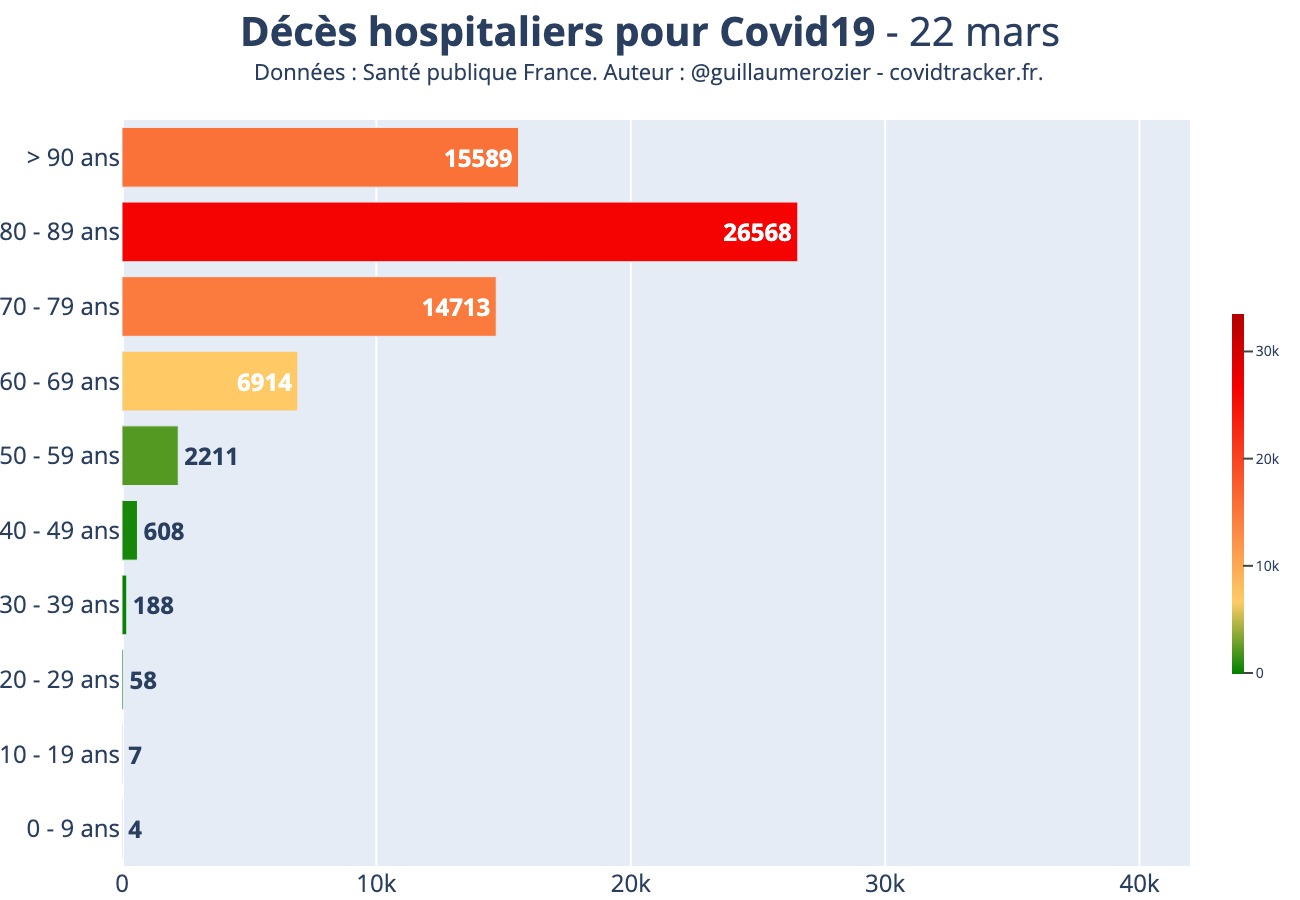 Décès hospitaliers pour Covid19 - 22 mars
Données : Santé publique France. Auteur : @guillaumerozier - covidtracker.fr.
> 90 ans 15589
80 - 89 ans 26568
70 - 79 ans 14713
60 - 69 ans 6914
50 - 59 ans 2211
40 - 49 ans 608
30 - 39 ans 188
20 - 29 ans 58
10 - 19 ans 7
0 - 9 ans 4
0 10k 20k 30k 40k
30k
20k
10k
0